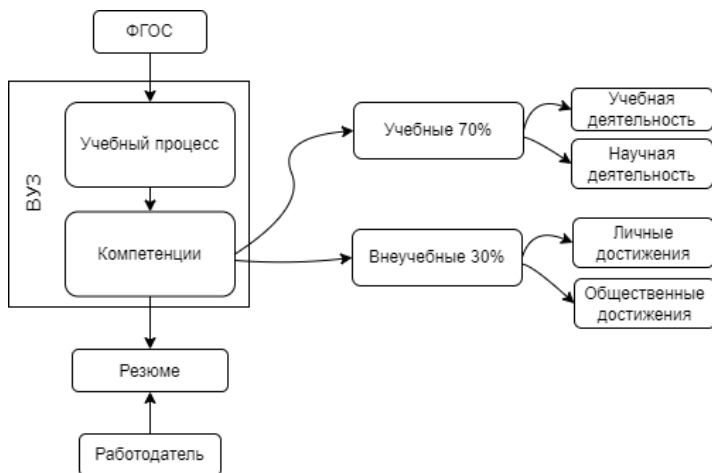 ФГОС
ВУЗ
Учебный процесс
Компетенции
Учебные 70%
Учебная
деятельность
Научная
деятельность
Внеучебные 30%
Личные
достижения
Общественные
достижения
Резюме
Работодатель